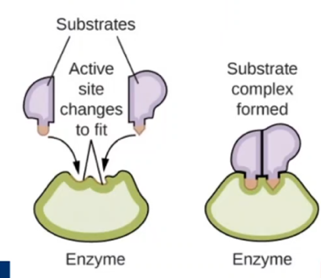 Substrates
Active
site
changes
to fit
Enzyme
Substrate
complex
formed
Enzyme